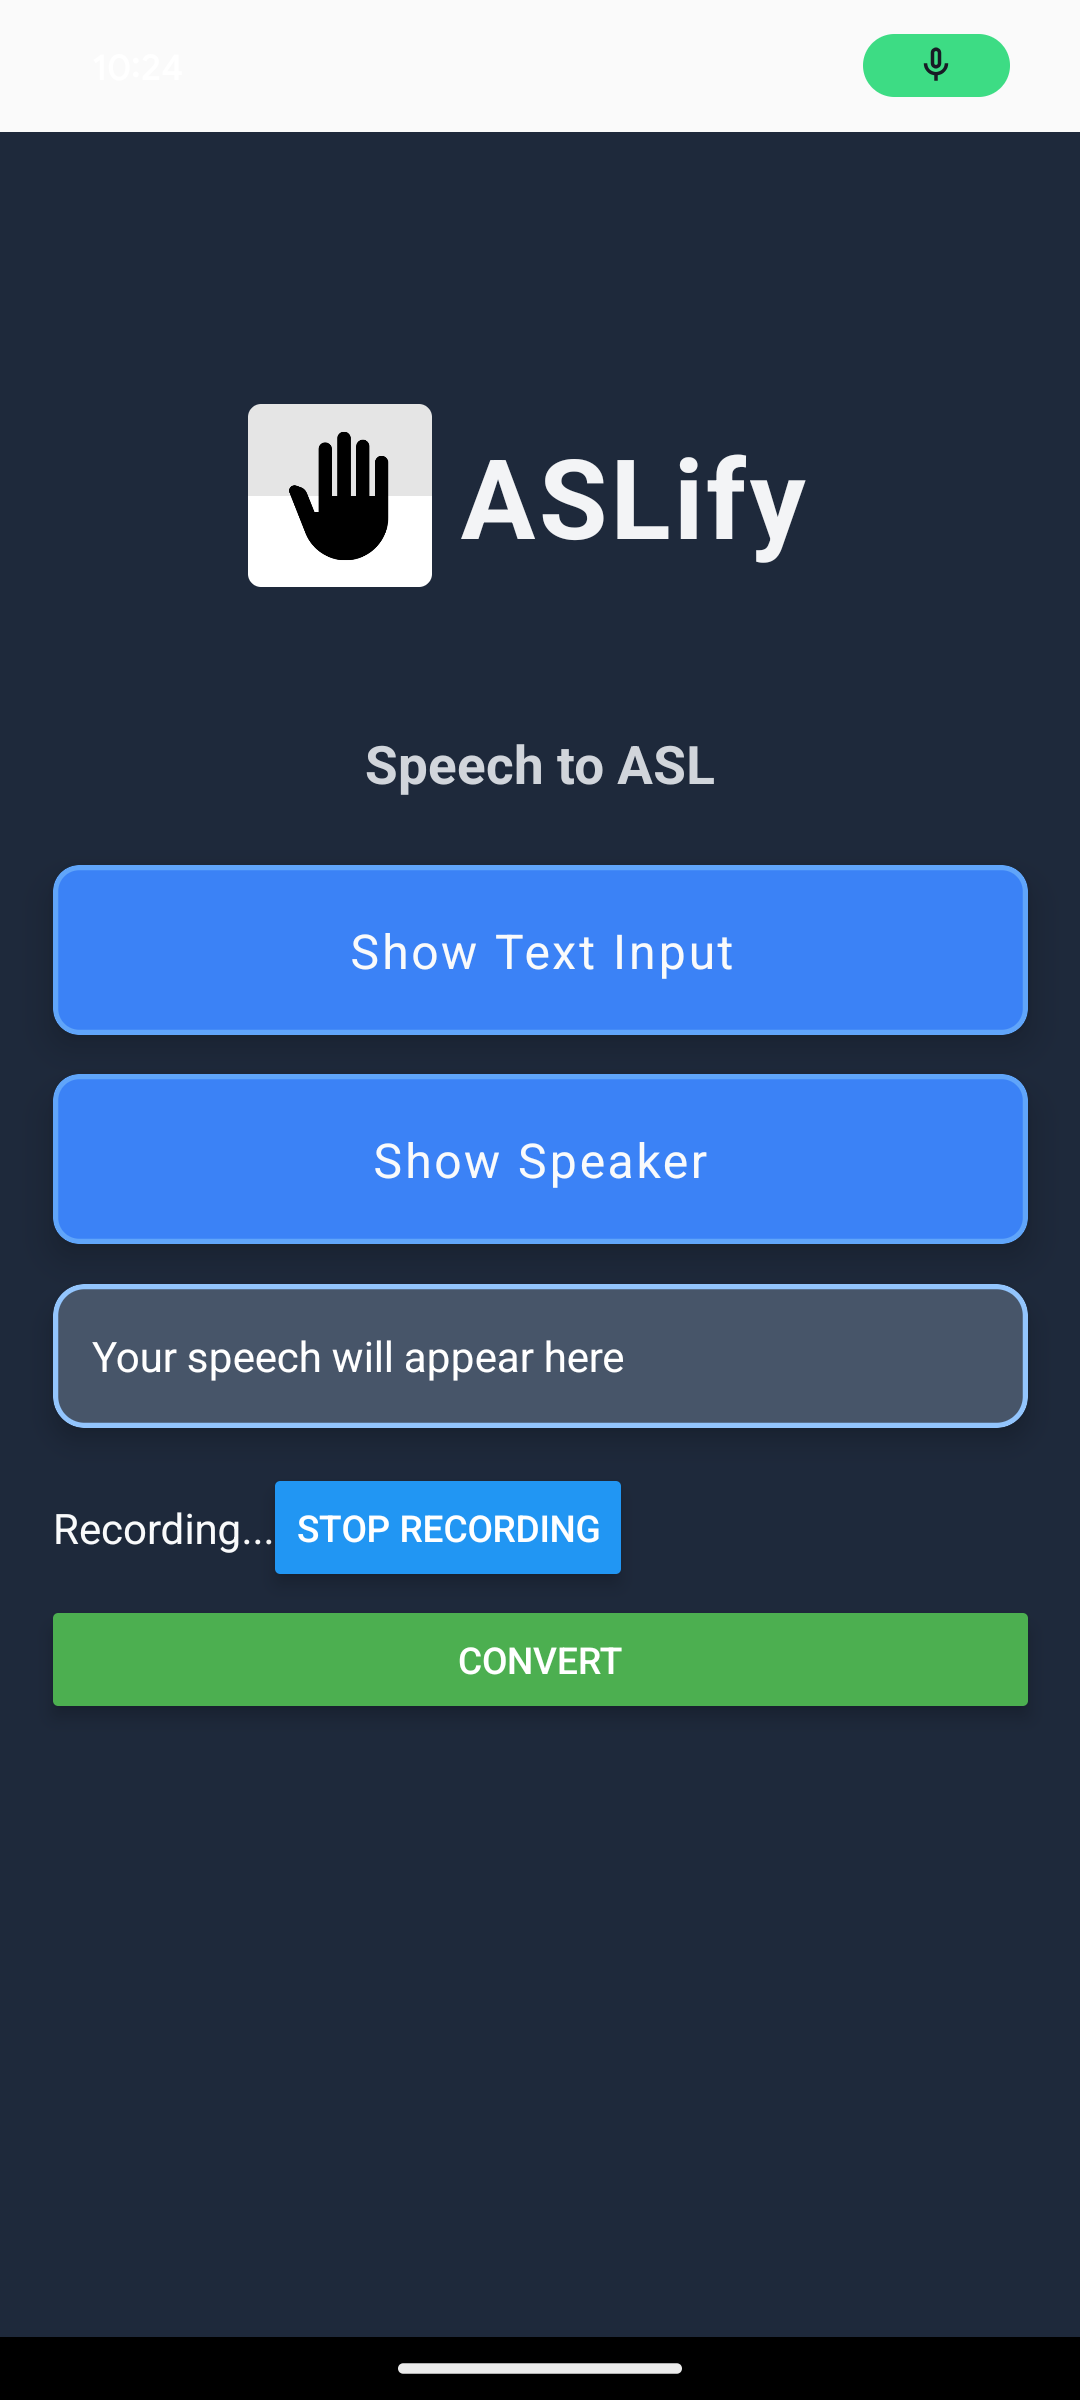 10:24
ASLify
Speech to ASL
Show Text Input
Show Speaker
Your speech will appear here
Recording...
STOP RECORDING
CONVERT